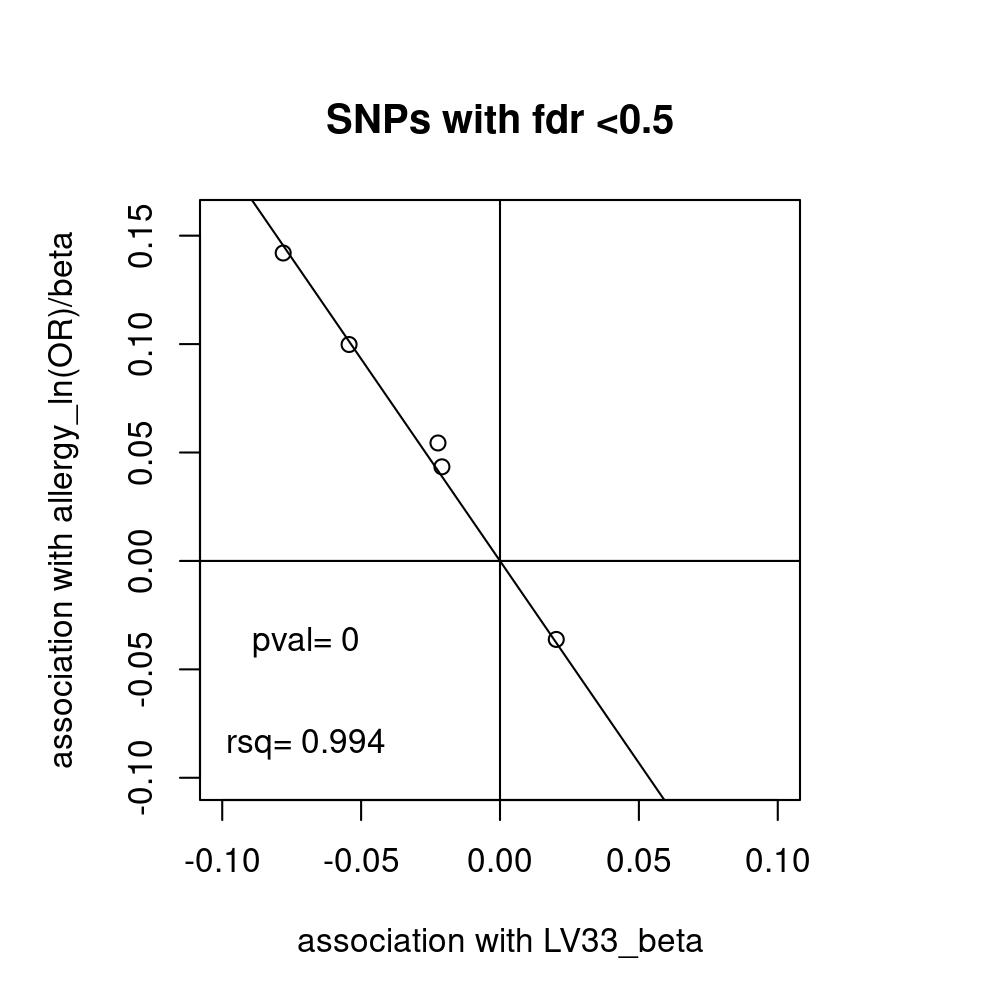 SNPs with fdr <0.5
association with allergy_ln(OR)/beta
0.15
0.10
0.05
0.00
-0.05
-0.10
pval= 0
rsq= 0.994
-0.10 -0.05 0.00 0.05 0.10
association with LV33_beta